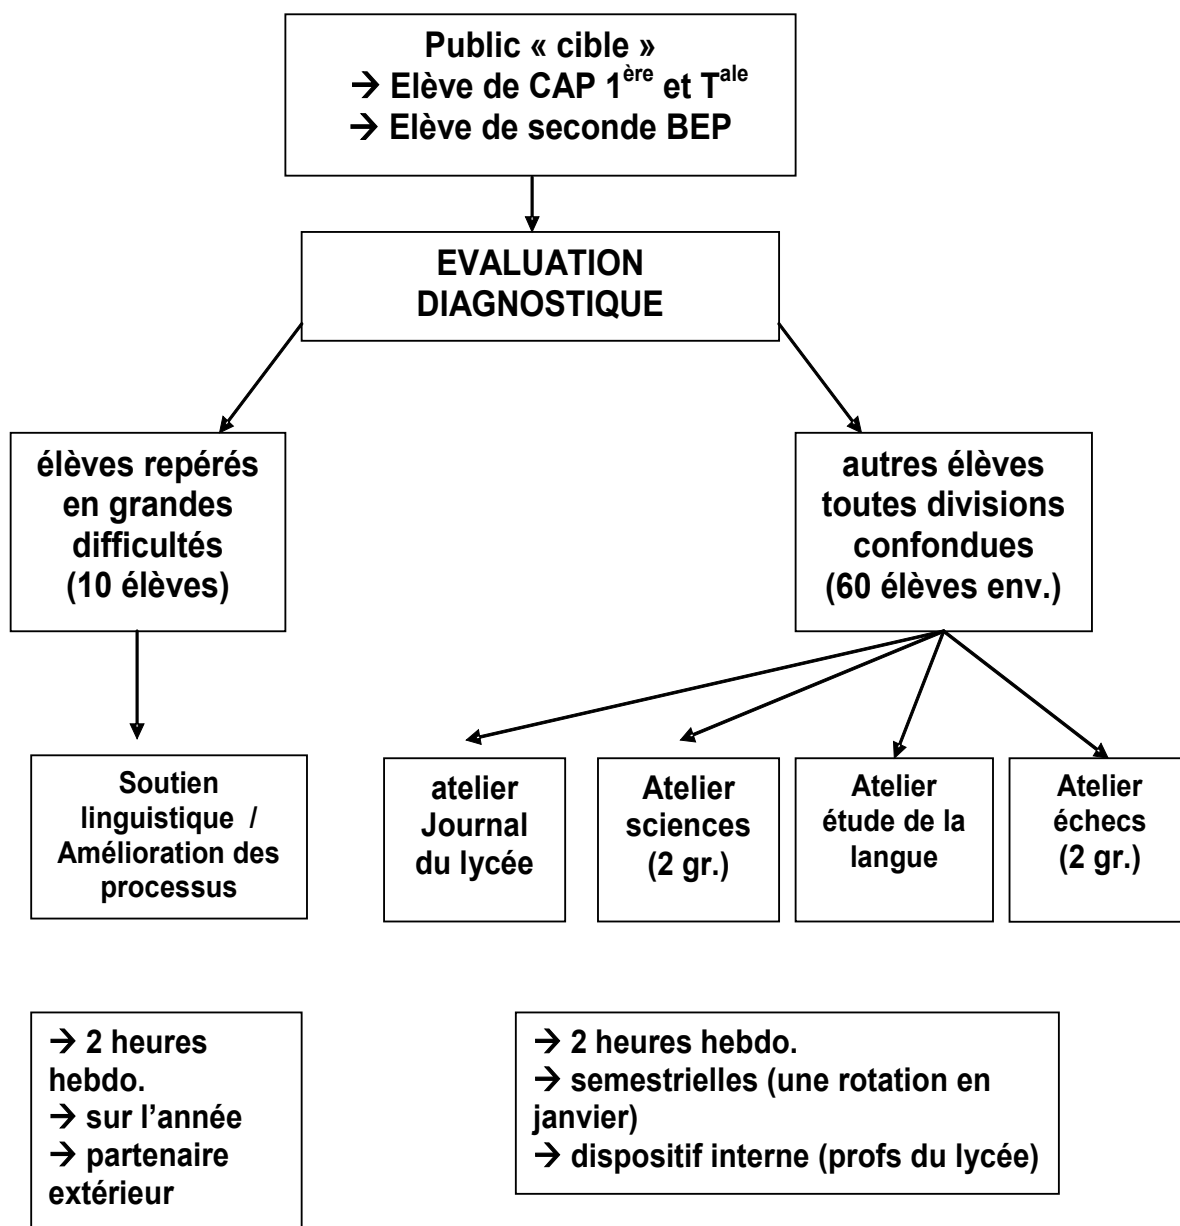 Public « cible »
→ Elève de CAP 1ère et Tale
→ Elève de seconde BEP
EVALUATION
DIAGNOSTIQUE
élèves repérés
en grandes
difficultés
(10 élèves)
autres élèves
toutes divisions
confondues
(60 élèves env.)
Soutien
linguistique /
Amélioration des
processus
atelier
Journal
du lycée
Atelier
sciences
(2 gr.)
Atelier
étude de la
langue
Atelier
échecs
(2 gr.)
→ 2 heures
hebdo.
→ sur l’année
→ partenaire
extérieur
→ 2 heures hebdo.
→ semestrielles (une rotation en
janvier)
→ dispositif interne (profs du lycée)